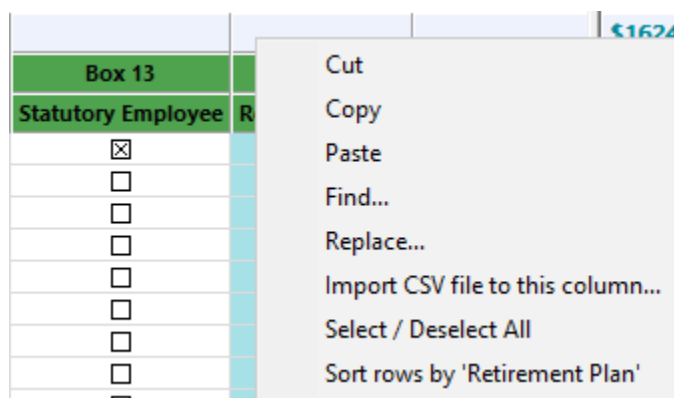 $1624
Box 13
Statutory Employee
Cut
Copy
Paste
Find...
Replace...
Import CSV file to this column...
Select / Deselect All
Sort rows by 'Retirement Plan'